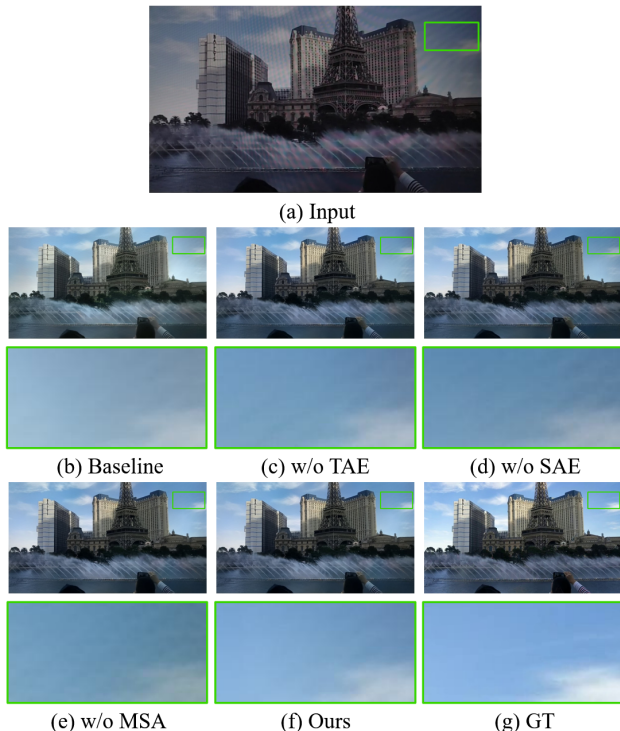 (a) Input
(b) Baseline
(c) w/o TAE
(d) w/o SAE
(e) w/o MSA
(f) Ours
(g) GT